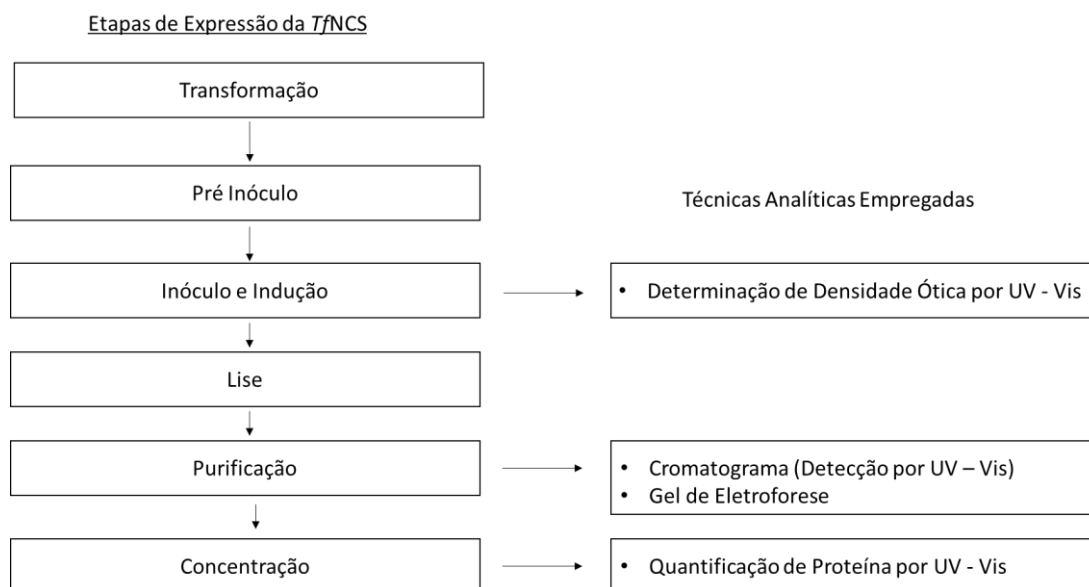 Etapas de Expressão da TfNCS
Transformação
Pré Inóculo
Técnicas Analíticas Empregadas
Inóculo e Indução
• Determinação de Densidade Ótica por UV - Vis
Lise
Purificação
• Cromatograma (Detecção por UV – Vis)
• Gel de Eletroforese
Concentração
• Quantificação de Proteína por UV - Vis